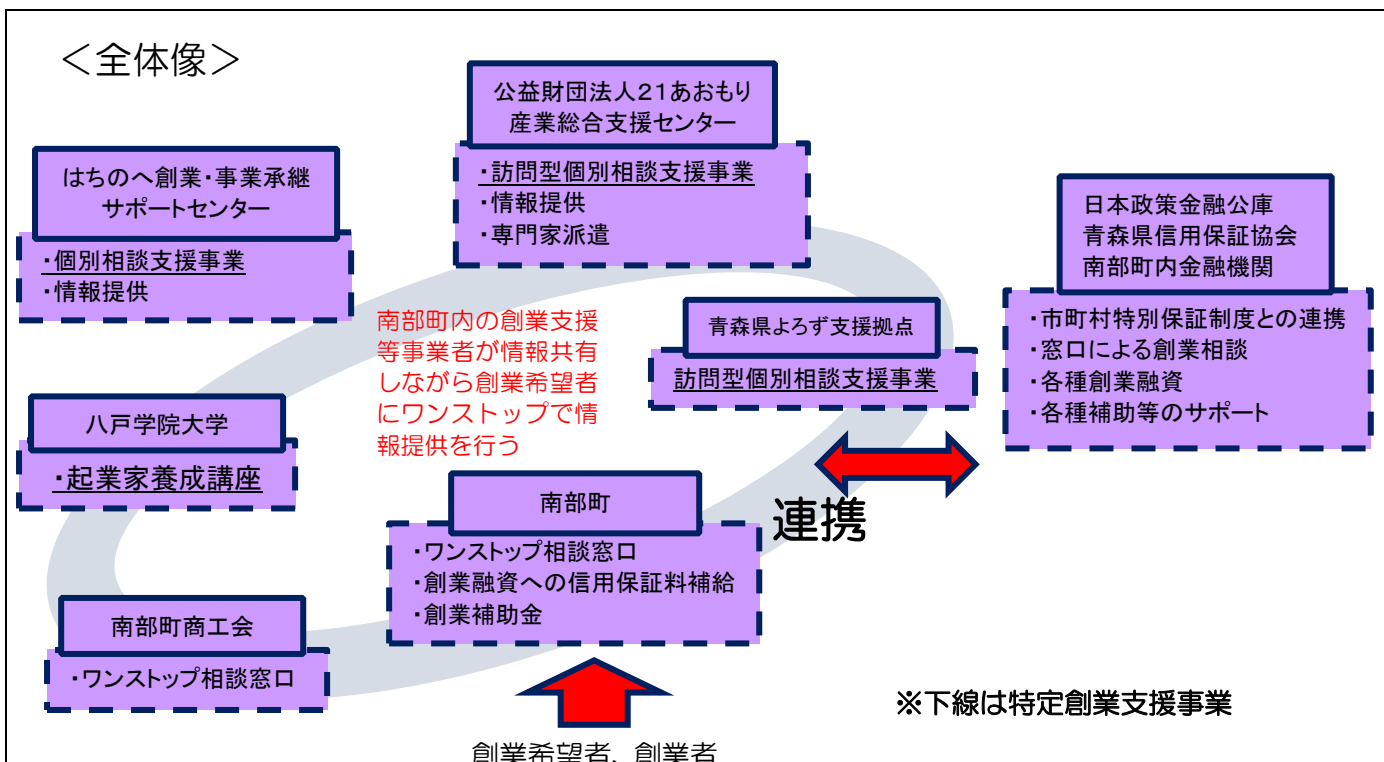 ＜全体像＞
公益財団法人２１あおもり
産業総合支援センター
・訪問型個別相談支援事業
・情報提供
・専門家派遣
はちのへ創業・事業承継
サポートセンター
・個別相談支援事業
・情報提供
日本政策金融公庫
青森県信用保証協会
南部町内金融機関
・市町村特別保証制度との連携
・窓口による創業相談
・各種創業融資
・各種補助等のサポート
南部町内の創業支援
等事業者が情報共有
しながら創業希望者
にワンストップで情
報提供を行う
青森県よろず支援拠点
訪問型個別相談支援事業
八戸学院大学
・起業家養成講座
連携
南部町
・ワンストップ相談窓口
・創業融資への信用保証料補給
・創業補助金
南部町商工会
・ワンストップ相談窓口
※下線は特定創業支援事業
創業希望者、創業者